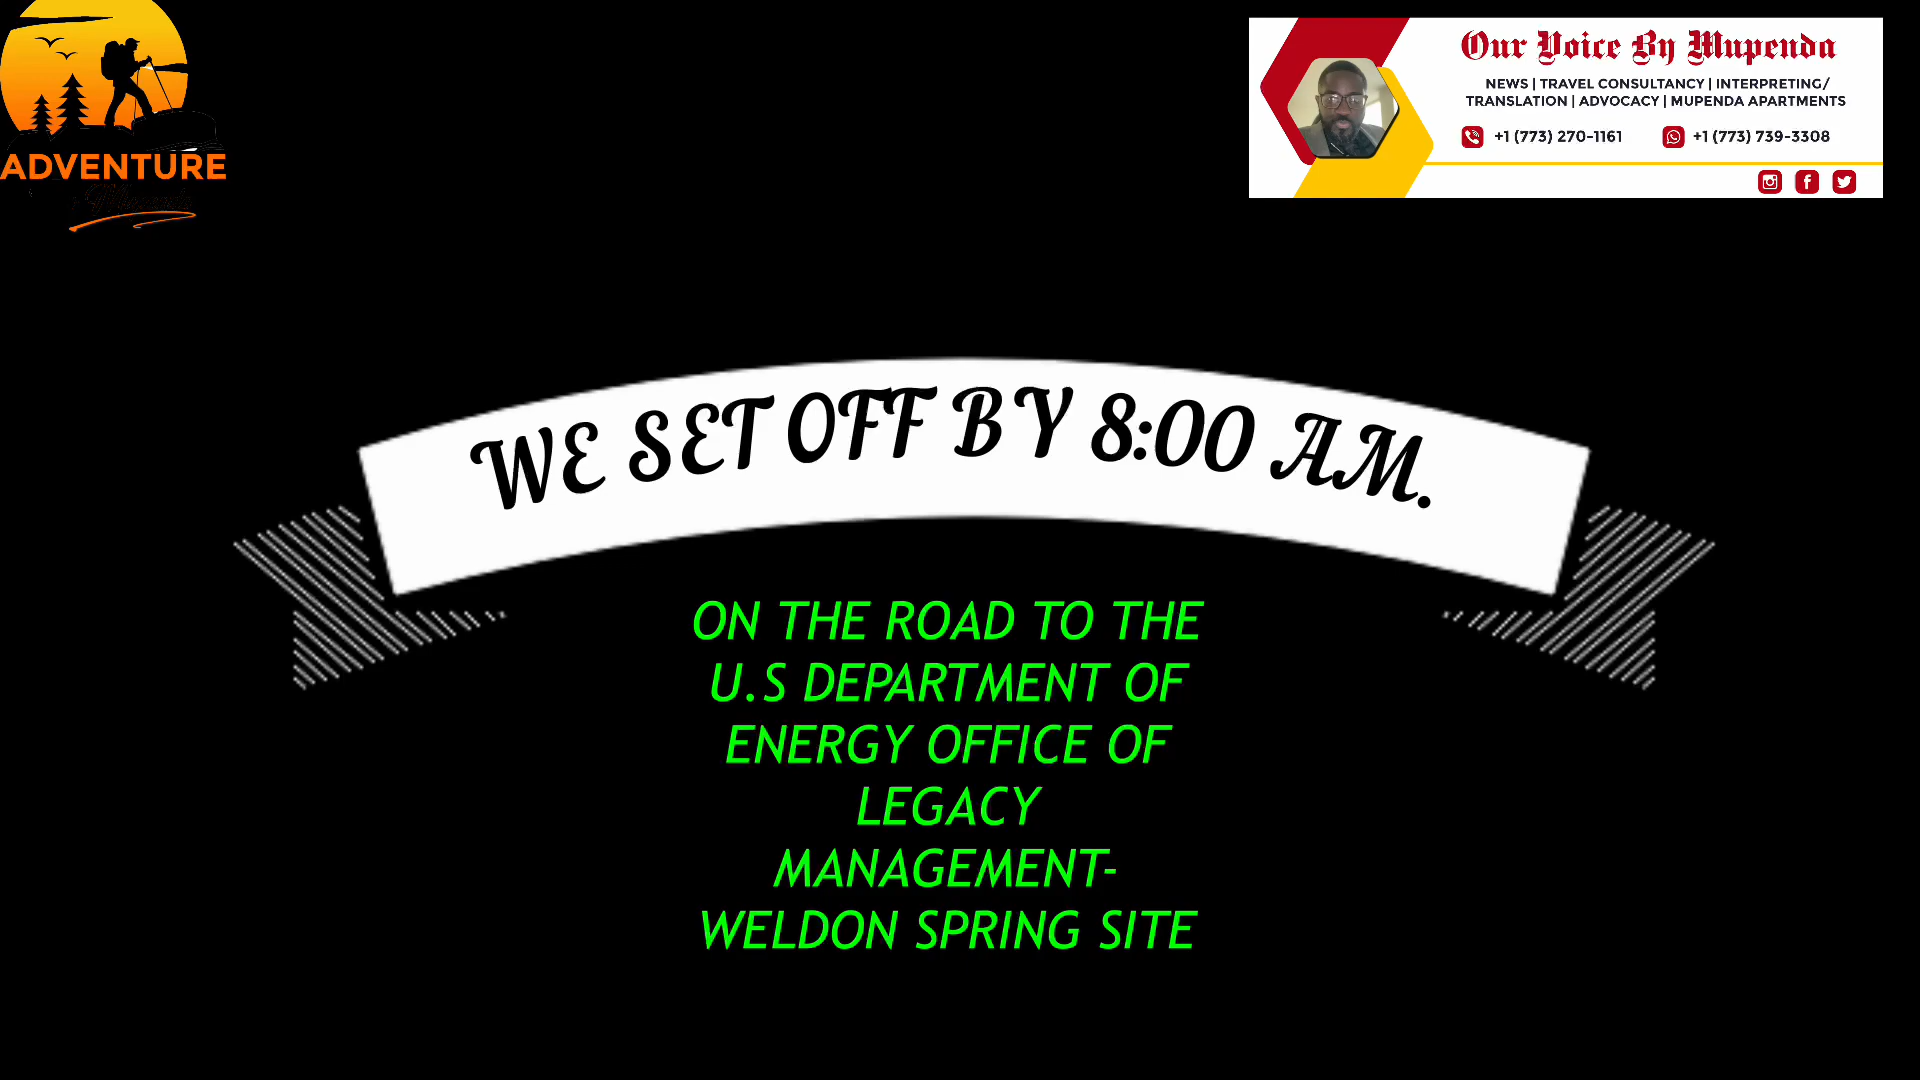 ADVENTURE
Our Voice By Mupenda
NEWS | TRAVEL CONSULTANCY | INTERPRETING/
TRANSLATION | ADVOCACY | MUPENDA APARTMENTS
+1 (773) 270-1161 +1 (773) 739-3308
WE SET OFF BY 8:00 AM.
ON THE ROAD TO THE
U.S DEPARTMENT OF
ENERGY OFFICE OF
LEGACY
MANAGEMENT-
WELDON SPRING SITE